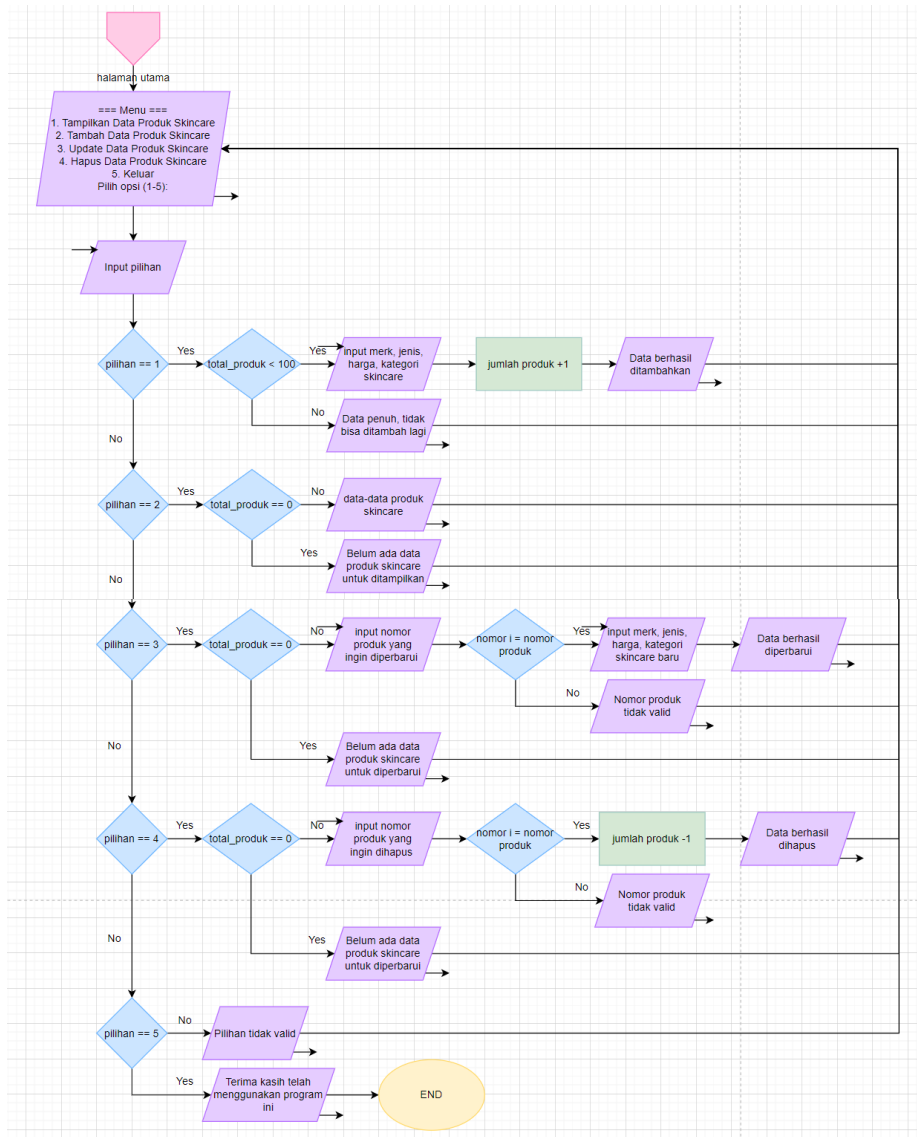 halaman utama
=== Menu ===
1. Tampilkan Data Produk Skincare
2. Tambah Data Produk Skincare
3. Update Data Produk Skincare
4. Hapus Data Produk Skincare
5. Keluar
Pilih opsi (1-5):
Input pilihan
pilihan == 1
Yes
total_produk < 100
Yes
input merk, jenis,
harga, kategori
skincare
jumlah produk +1
Data berhasil
ditambahkan
No
Data penuh, tidak
bisa ditambah lagi
No
pilihan == 2
Yes
total_produk == 0
No
data-data produk
skincare
Yes
Belum ada data
produk skincare
untuk ditampilkan
No
pilihan == 3
Yes
total_produk == 0
No
input nomor
produk yang
ingin diperbarui
nomor i = nomor
produk
Yes
input merk, jenis,
harga, kategori
skincare baru
Data berhasil
diperbarui
No
Nomor produk
tidak valid
Yes
Belum ada data
produk skincare
untuk diperbarui
No
pilihan == 4
Yes
total_produk == 0
No
input nomor
produk yang
ingin dihapus
nomor i = nomor
produk
Yes
jumlah produk -1
Data berhasil
dihapus
No
Nomor produk
tidak valid
Yes
Belum ada data
produk skincare
untuk diperbarui
No
pilihan == 5
No
Pilihan tidak valid
Yes
Terima kasih telah
menggunakan program
ini
END